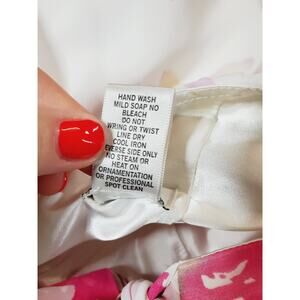 HAND WASH
MILD SOAP NO
BLEACH
DO NOT
WRING OR TWIST
LINE DRY
COOL IRON
REVERSE SIDE ONLY
NO STEAM OR
HEAT ON
ORNAMENTATION
OR PROFESSIONAL
SPOT CLEAN